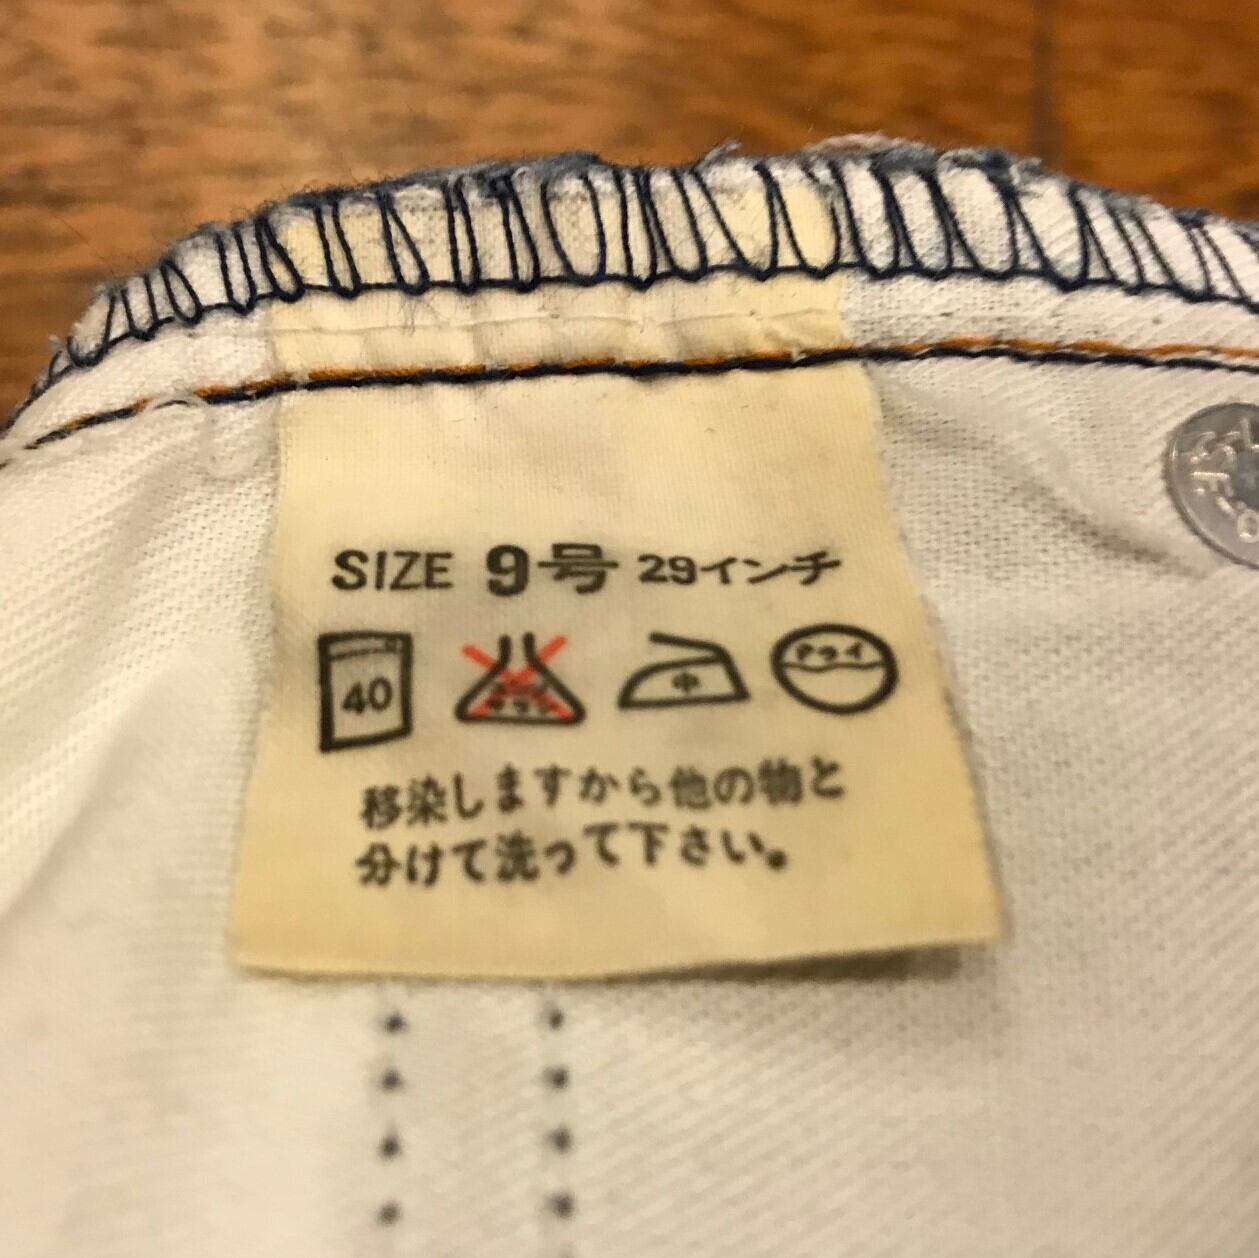 SIZE 9号 29インチ
40 中 ドライ
移染しますから他の物と
分けて洗って下さい。